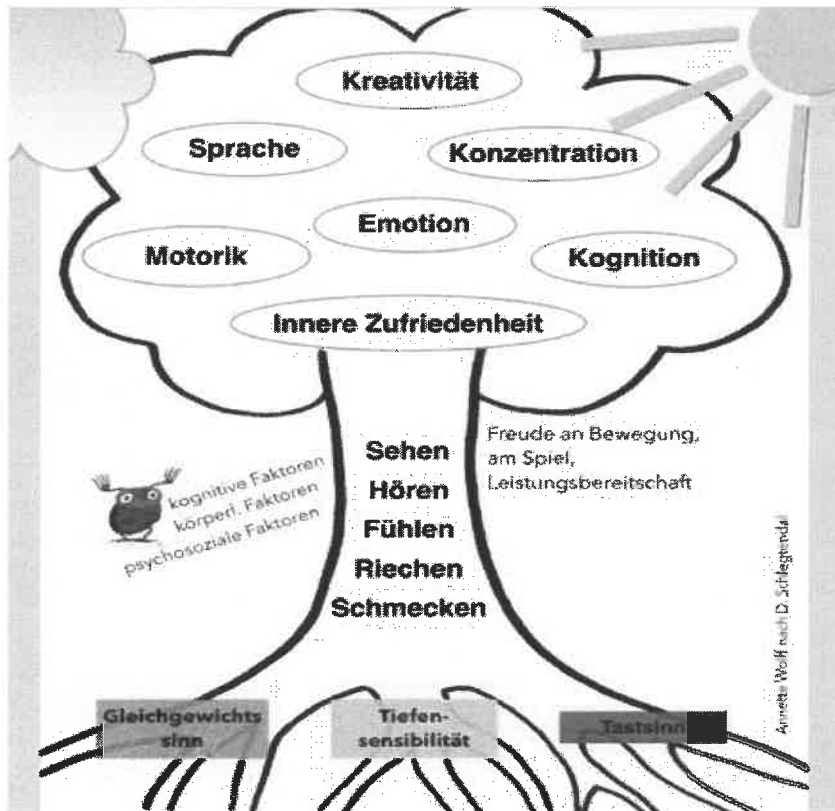 Kreativität
Sprache
Konzentration
Emotion
Motorik
Kognition
Innere Zufriedenheit
Sehen
Hören
Fühlen
Riechen
Schmecken
kognitive Faktoren
körperl. Faktoren
psychosoziale Faktoren
Freude an Bewegung,
am Spiel,
Leistungsbereitschaft
Annette Wolff nach D. Schlegtendal
Gleichgewichts
sinn
Tiefen-
sensibilität
Tastsinn